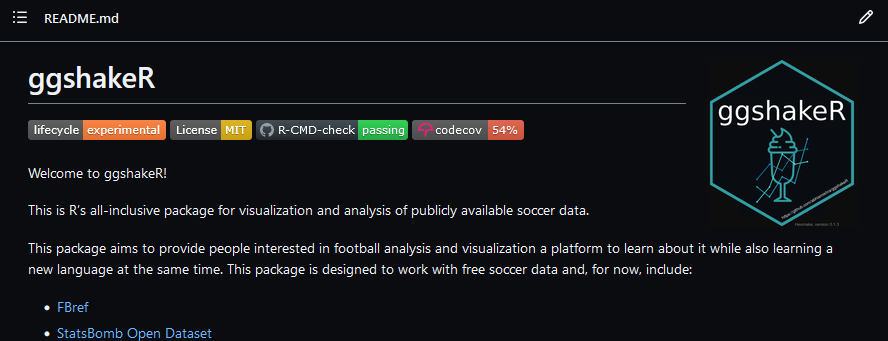 README.md
ggshakeR
lifecycle experimental License MIT R-CMD-check passing codecov 54%
ggshakeR
Welcome to ggshakeR!
This is R's all-inclusive package for visualization and analysis of publicly available soccer data.
This package aims to provide people interested in football analysis and visualization a platform to learn about it while also learning a
new language at the same time. This package is designed to work with free soccer data and, for now, include:
• FBref
• StatsBomb Open Dataset